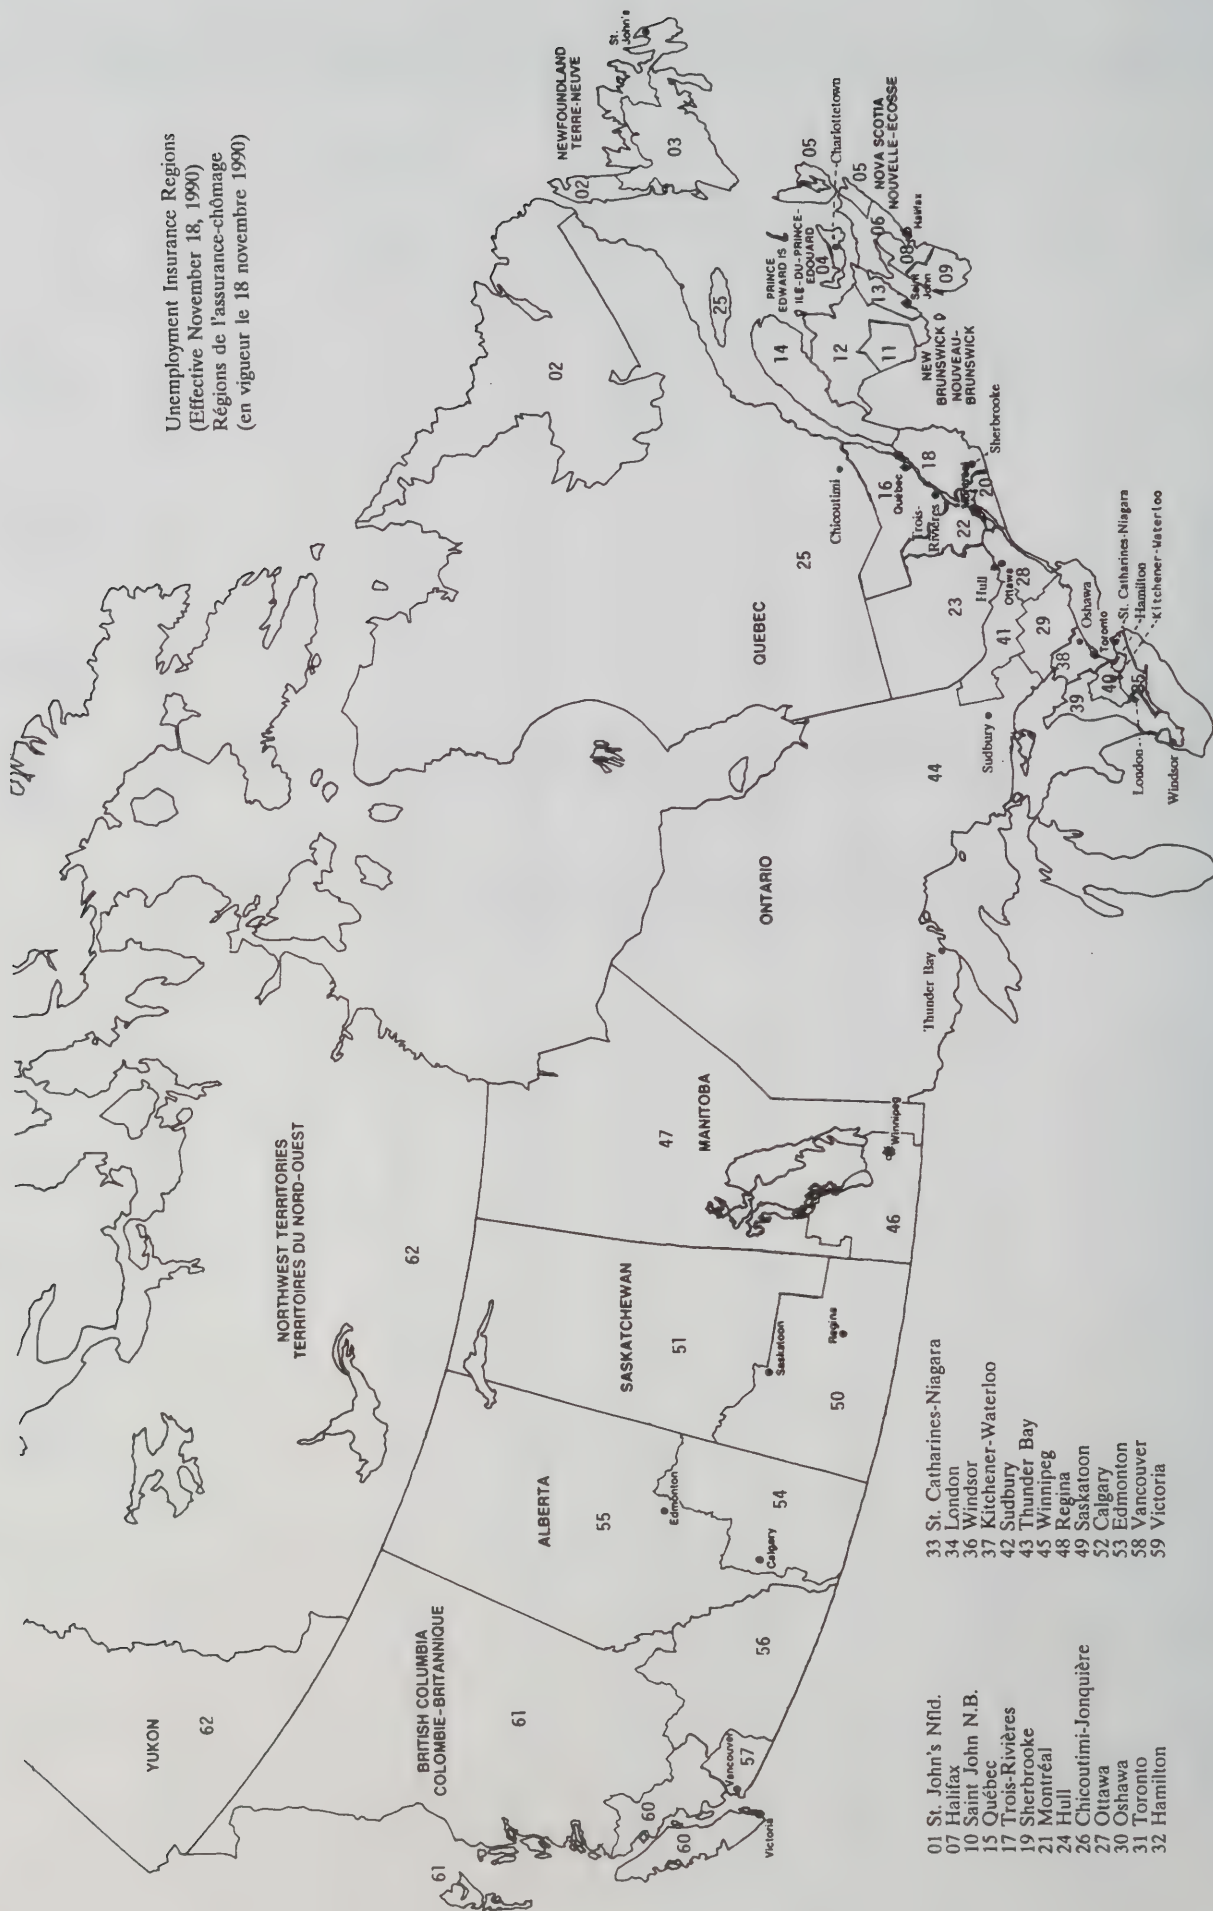 Unemployment Insurance Regions
(Effective November 18, 1990)
Régions de l'assurance-chômage
(en vigueur le 18 novembre 1990)
YUKON
62
NORTHWEST TERRITORIES
TERRITOIRES DU NORD-OUEST
62
BRITISH COLUMBIA
COLOMBIE-BRITANNIQUE
61
61
60
60
Vancouver
57
Victoria
56
ALBERTA
55
Edmonton
54
Calgary
SASKATCHEWAN
51
Saskatoon
Regina
50
47
MANITOBA
46
Winnipeg
ONTARIO
Thunder Bay
44
Sudbury
41
Hull
Ottawa
28
29
38
39
40
35
Oshawa
Toronto
St. Catharines-Niagara
Hamilton
Kitchener-Waterloo
London
Windsor
QUEBEC
25
25
23
Chicoutimi
16
Québec
Trois-
Rivières
22
18
Montreal
20
Sherbrooke
14
02
NEWFOUNDLAND
TERRE-NEUVE
02
03
St.
John's
PRINCE
EDWARD IS
ILE-DU-PRINCE-
EDOUARD
04
05
Charlottetown
05
NOVA SCOTIA
NOUVELLE-ECOSSE
06
Halifax
08
09
13
Saint
John
12
11
NEW
BRUNSWICK
NOUVEAU-
BRUNSWICK
01 St. John's Nfld.
07 Halifax
10 Saint John N.B.
15 Québec
17 Trois-Rivières
19 Sherbrooke
21 Montréal
24 Hull
26 Chicoutimi-Jonquière
27 Ottawa
30 Oshawa
31 Toronto
32 Hamilton
33 St. Catharines-Niagara
34 London
36 Windsor
37 Kitchener-Waterloo
42 Sudbury
43 Thunder Bay
45 Winnipeg
48 Regina
49 Saskatoon
52 Calgary
53 Edmonton
58 Vancouver
59 Victoria